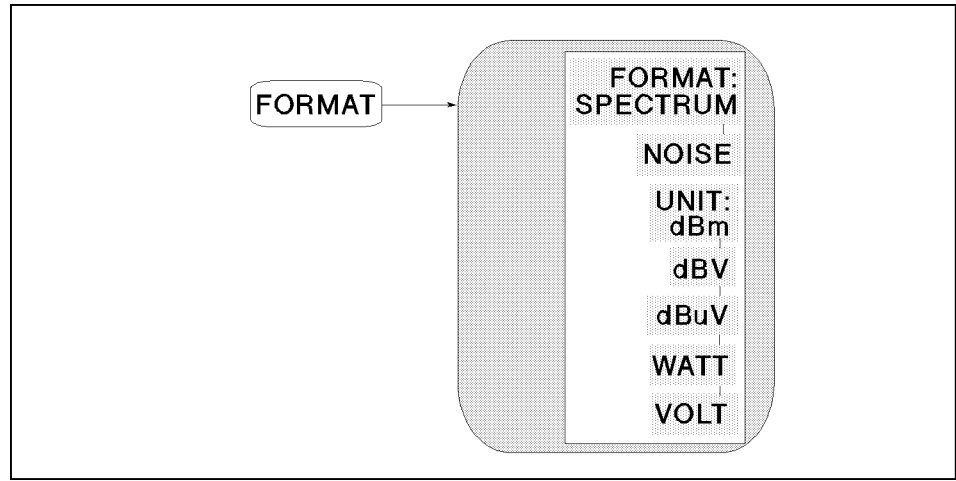 FORMAT
FORMAT:
SPECTRUM
NOISE
UNIT:
dBm
dBV
dBuV
WATT
VOLT